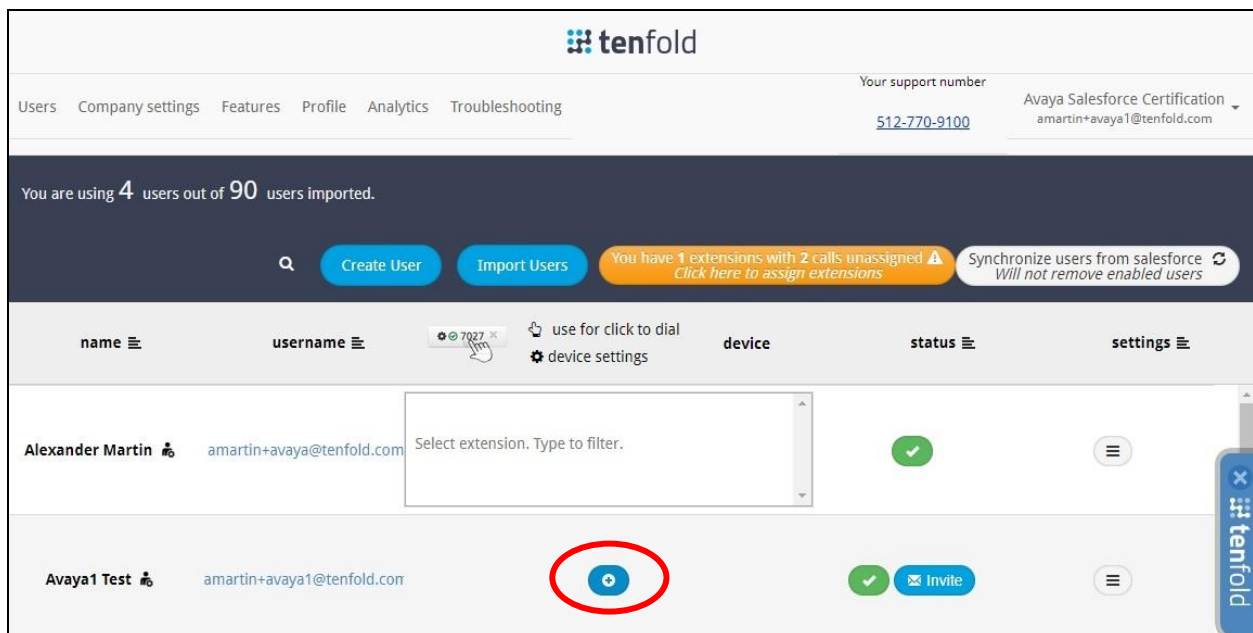 tenfold
Your support number
Users Company settings Features Profile Analytics Troubleshooting
Avaya Salesforce Certification
512-770-9100
amartin+avaya1@tenfold.com
You are using 4 users out of 90 users imported.
Create User
Import Users
You have 1 extensions with 2 calls unassigned
Click here to assign extensions
Synchronize users from salesforce
Will not remove enabled users
name
username
7027
use for click to dial
device settings
device
status
settings
Alexander Martin
amartin+avaya@tenfold.com
Select extension. Type to filter.
Avaya1 Test
amartin+avaya1@tenfold.con
Invite
tenfold